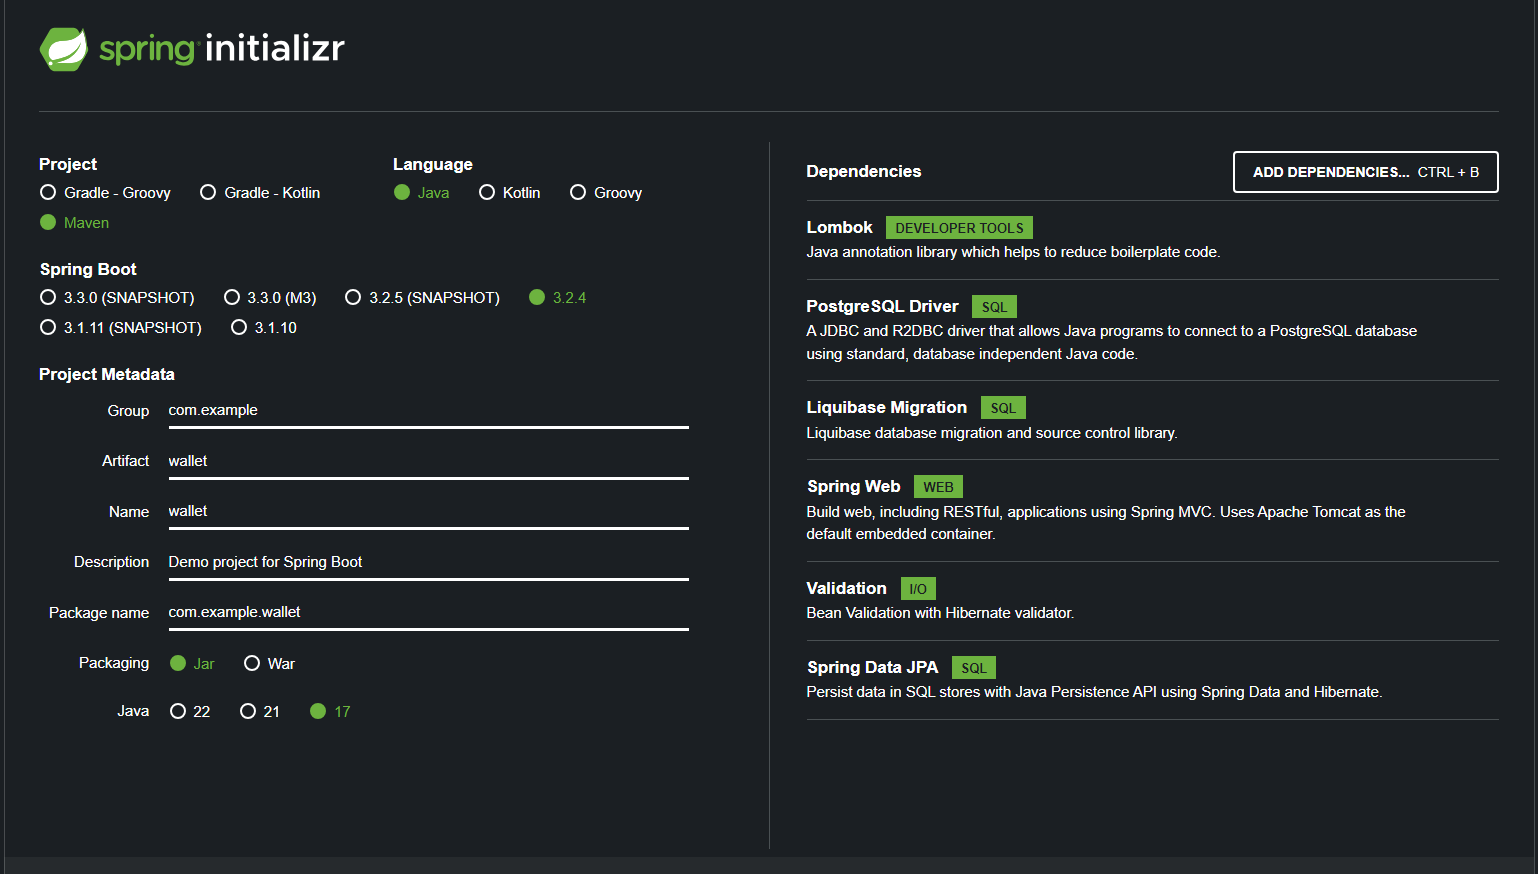 spring initializr
Project
Gradle - Groovy Gradle - Kotlin
Maven
Language
Java Kotlin Groovy
Spring Boot
3.3.0 (SNAPSHOT) 3.3.0 (M3) 3.2.5 (SNAPSHOT) 3.2.4
3.1.11 (SNAPSHOT) 3.1.10
Project Metadata
Group com.example
Artifact wallet
Name wallet
Description Demo project for Spring Boot
Package name com.example.wallet
Packaging Jar War
Java 22 21 17
Dependencies ADD DEPENDENCIES... CTRL + B
Lombok DEVELOPER TOOLS
Java annotation library which helps to reduce boilerplate code.
PostgreSQL Driver SQL
A JDBC and R2DBC driver that allows Java programs to connect to a PostgreSQL database
using standard, database independent Java code.
Liquibase Migration SQL
Liquibase database migration and source control library.
Spring Web WEB
Build web, including RESTful, applications using Spring MVC. Uses Apache Tomcat as the
default embedded container.
Validation I/O
Bean Validation with Hibernate validator.
Spring Data JPA SQL
Persist data in SQL stores with Java Persistence API using Spring Data and Hibernate.